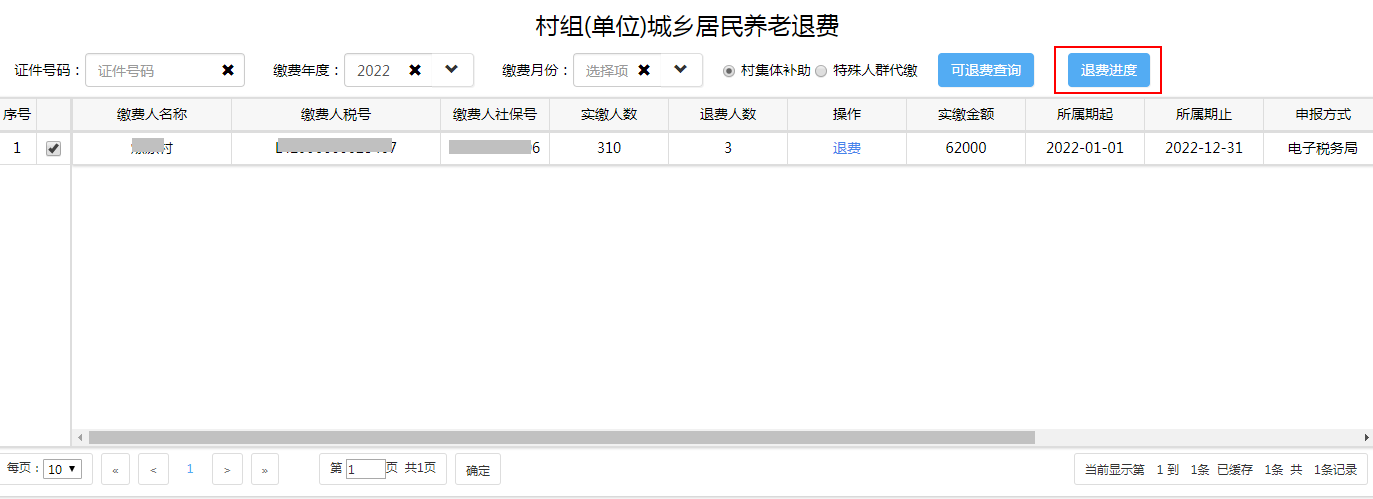 村组(单位)城乡居民养老退费
证件号码： 证件号码 缴费年度： 2022 缴费月份： 选择项 村集体补助 特殊人群代缴 可退费查询 退费进度
序号 缴费人名称 缴费人税号 缴费人社保号 实缴人数 退费人数 操作 实缴金额 所属期起 所属期止 申报方式
1 村 6 310 3 退费 62000 2022-01-01 2022-12-31 电子税务局
每页： 10 « < 1 > » 第 1 页 共1页 确定 当前显示第 1 到 1条 已缓存 1条 共 1条记录